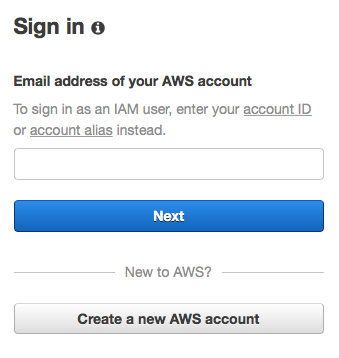 Sign in
Email address of your AWS account
To sign in as an IAM user, enter your account ID
or account alias instead.
Next
New to AWS?
Create a new AWS account